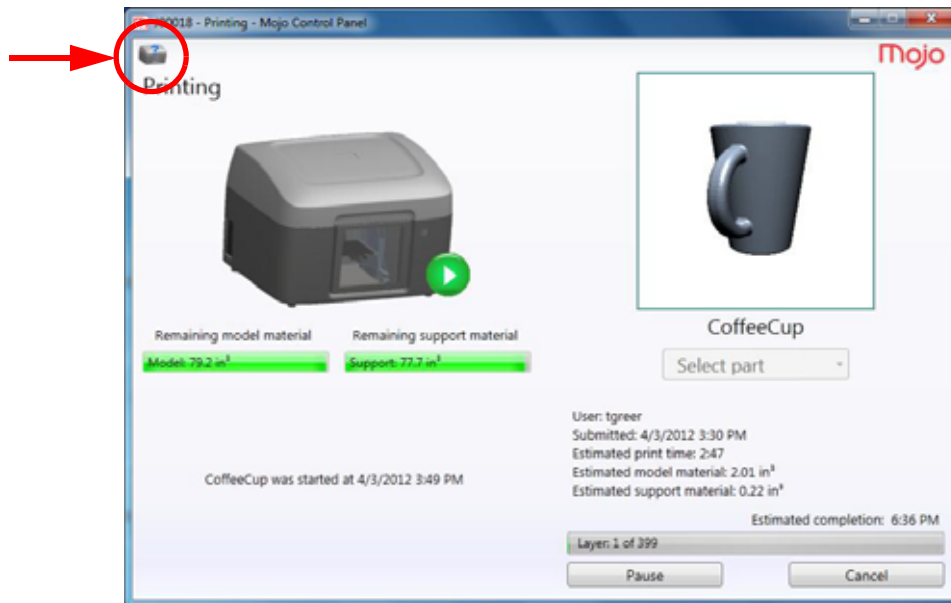 - Printing - Mojo Control Panel
mojo
Printing
Remaining model material
Remaining support material
Model: 79.2 in³
Support: 77.7 in³
CoffeeCup was started at 4/3/2012 3:49 PM
CoffeeCup
Select part
User: tgreer
Submitted: 4/3/2012 3:30 PM
Estimated print time: 2:47
Estimated model material: 2.01 in³
Estimated support material: 0.22 in³
Estimated completion: 6:36 PM
Layer: 1 of 399
Pause
Cancel